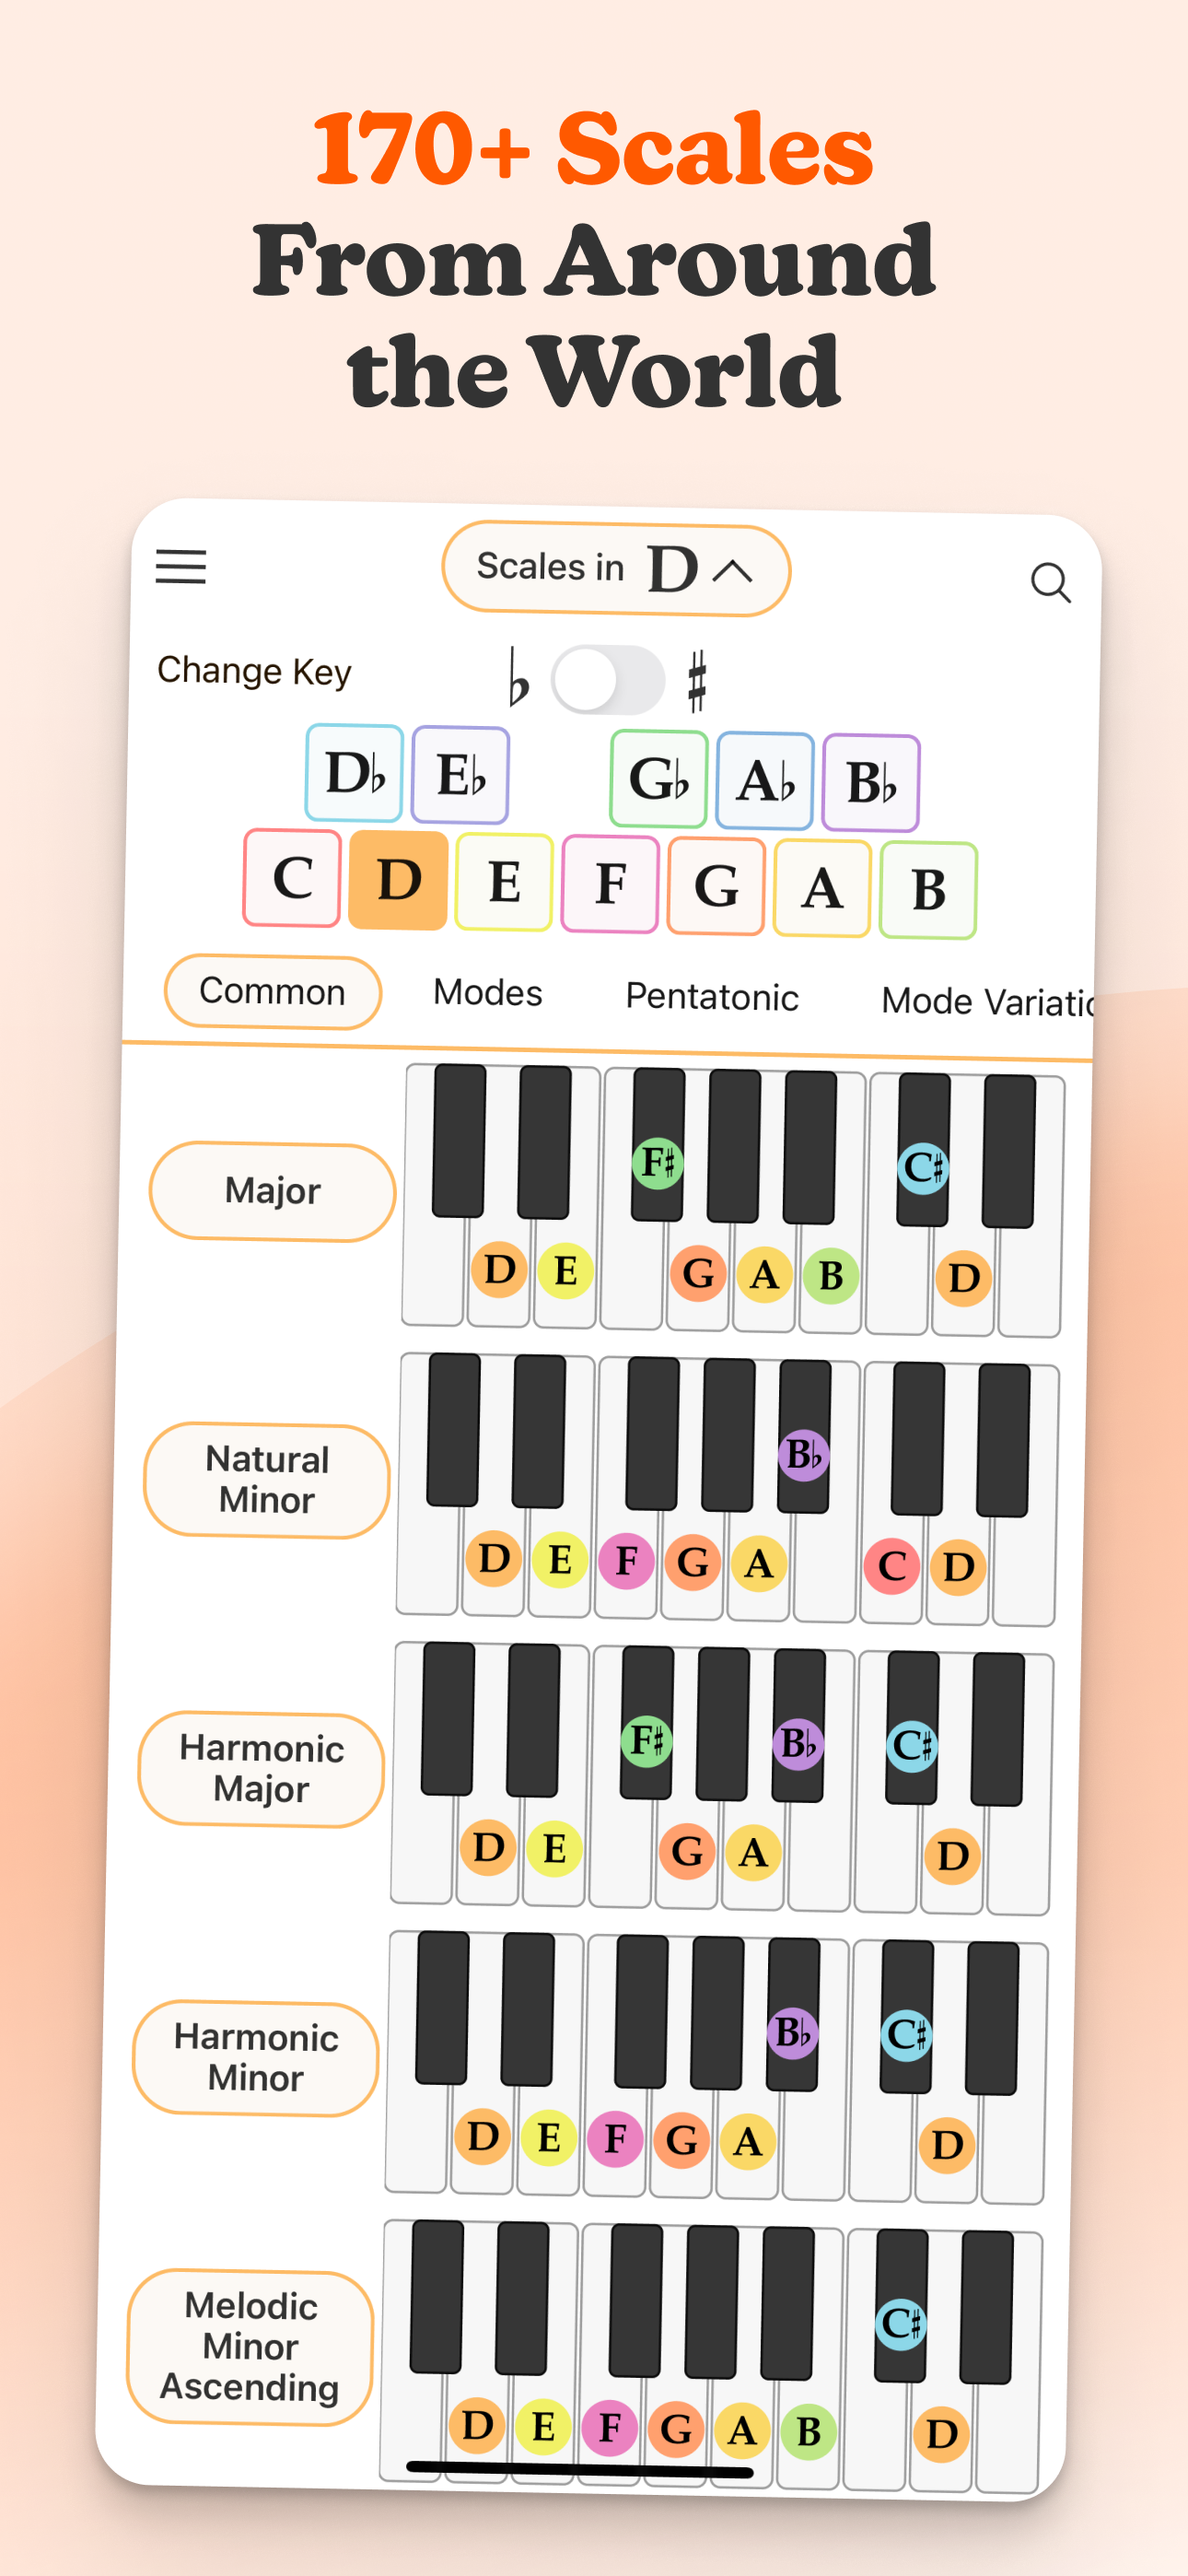 170+ Scales
From Around
the World
Scales in D
Change Key ♭ ♯
D♭ E♭ G♭ A♭ B♭
C D E F G A B
Common Modes Pentatonic Mode Variatio
Major
F♯ C♯
D E G A B D
Natural
Minor
B♭
D E F G A C D
Harmonic
Major
F♯ B♭ C♯
D E G A D
Harmonic
Minor
B♭ C♯
D E F G A D
Melodic
Minor
Ascending
C♯
D E F G A B D